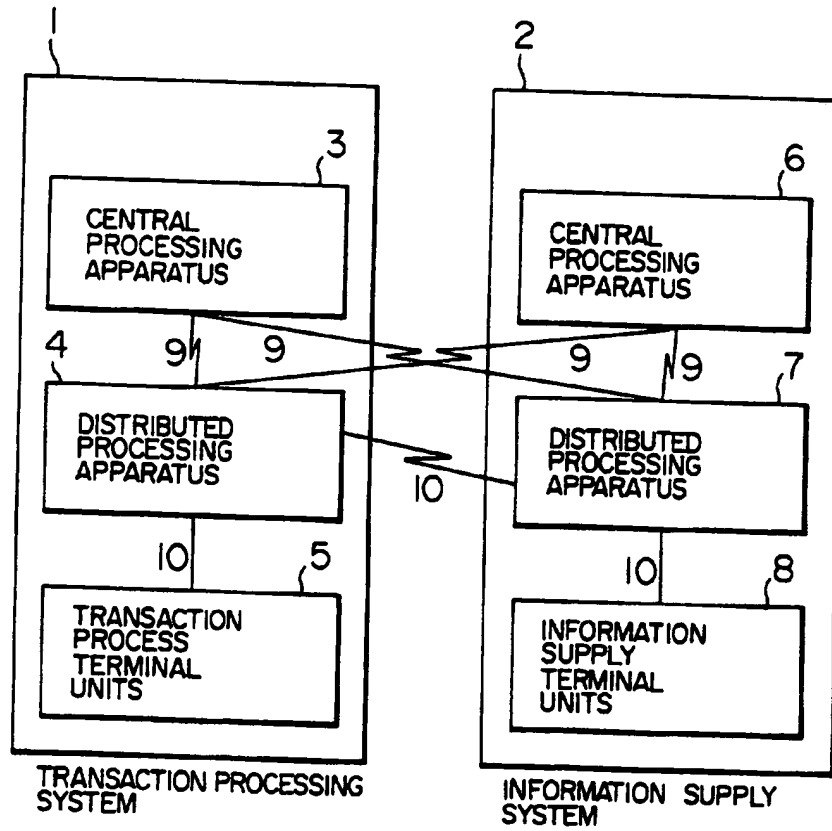 1
2
3
CENTRAL
PROCESSING
APPARATUS
6
CENTRAL
PROCESSING
APPARATUS
4
9
9
9
9
7
DISTRIBUTED
PROCESSING
APPARATUS
DISTRIBUTED
PROCESSING
APPARATUS
10
10
5
TRANSACTION
PROCESS
TERMINAL
UNITS
10
8
INFORMATION
SUPPLY
TERMINAL
UNITS
TRANSACTION PROCESSING
SYSTEM
INFORMATION SUPPLY
SYSTEM